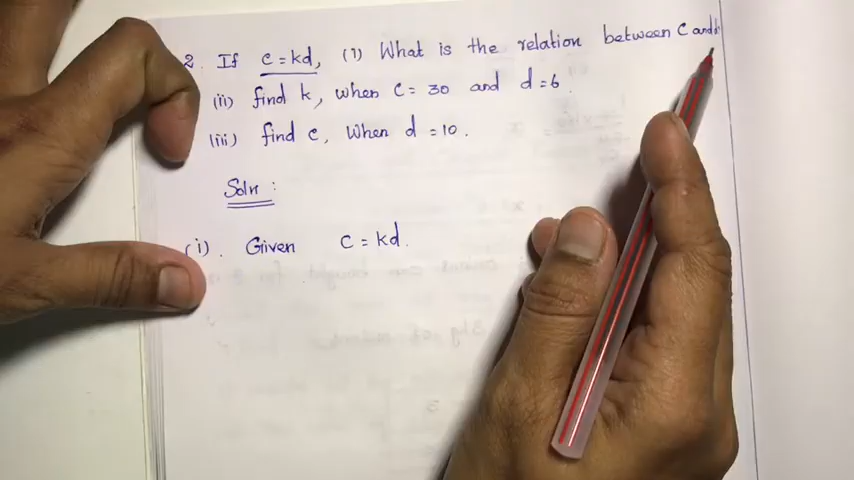 2. If c = kd, (i) What is the relation between C and d
(ii) find k, when C = 30 and d = 6.
(iii) find c, When d = 10.
Soln :
(i). Given C = kd.